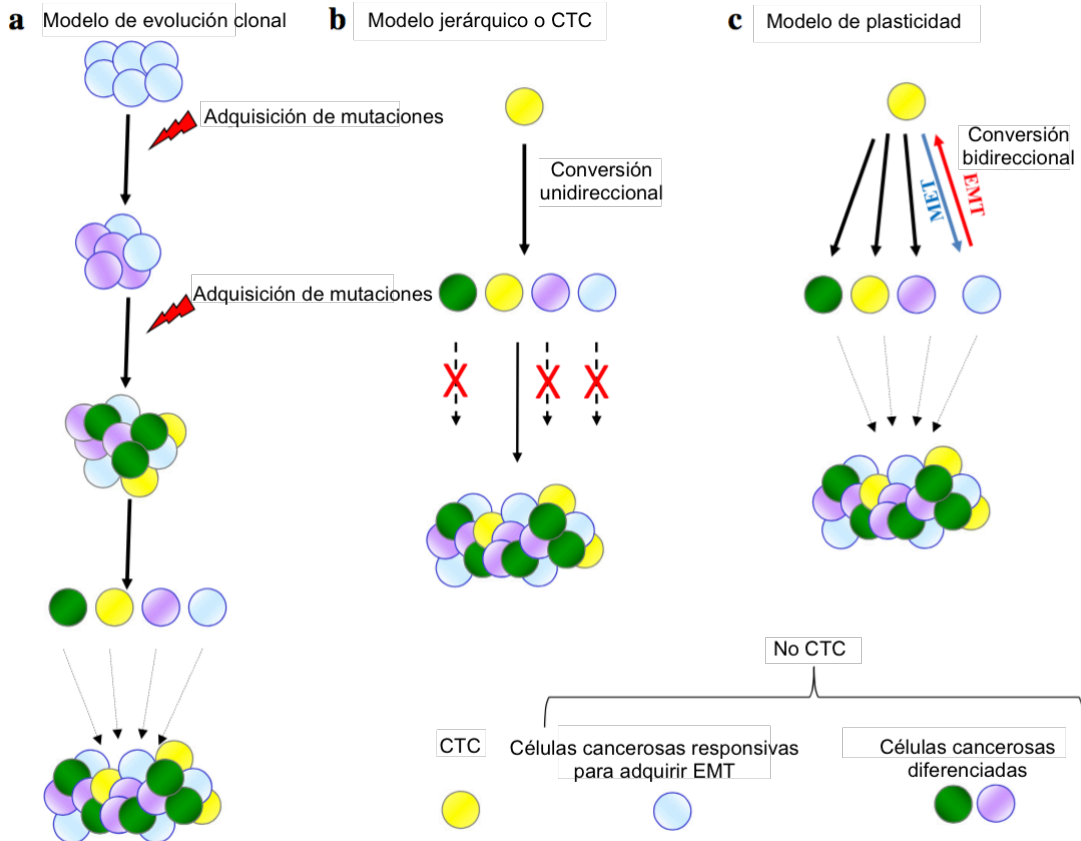 a
Modelo de evolución clonal
Adquisición de mutaciones
Adquisición de mutaciones
b
Modelo jerárquico o CTC
Conversión
unidireccional
X
X
X
c
Modelo de plasticidad
Conversión
bidireccional
MET
EMT
No CTC
CTC
Células cancerosas responsivas
para adquirir EMT
Células cancerosas
diferenciadas